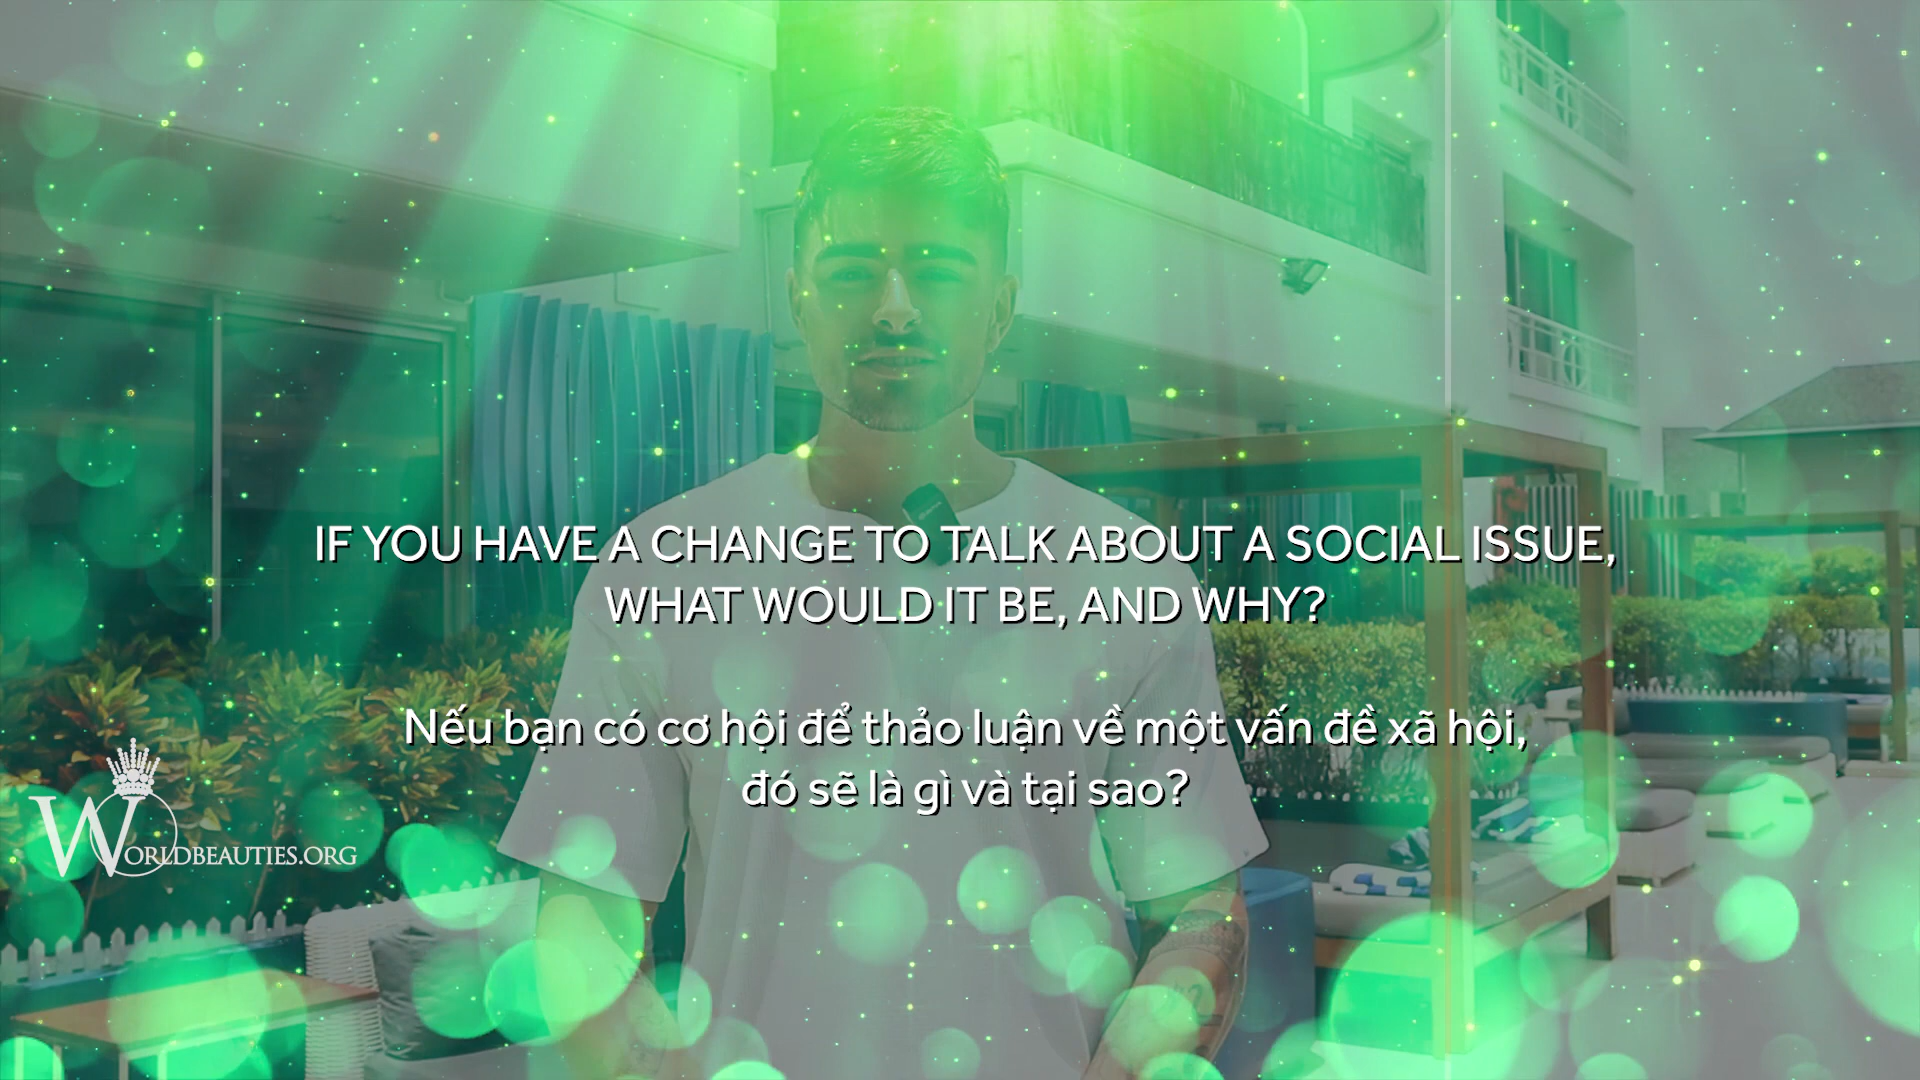 IF YOU HAVE A CHANGE TO TALK ABOUT A SOCIAL ISSUE,
WHAT WOULD IT BE, AND WHY?
Nếu bạn có cơ hội để thảo luận về một vấn đề xã hội,
đó sẽ là gì và tại sao?
WORLDBEAUTIES.ORG